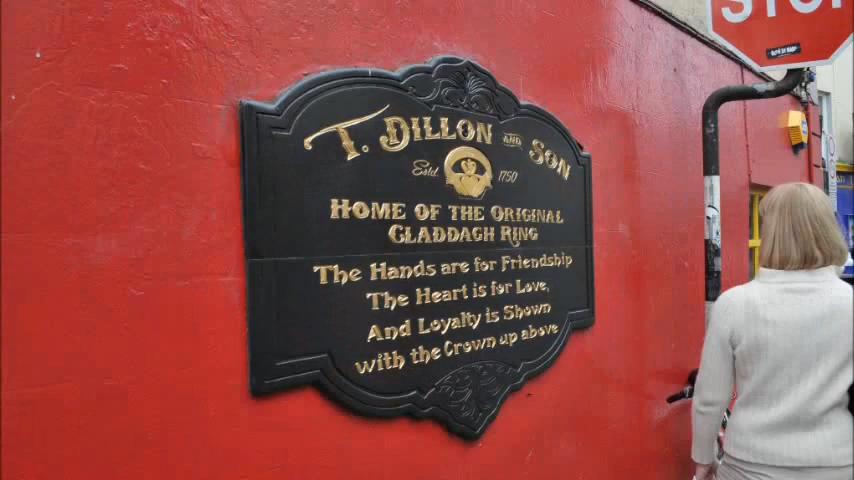 STOP
T. DILLON AND SON
Estd. 1750
HOME OF THE ORIGINAL
CLADDAGH RING
The Hands are for Friendship
The Heart is for Love,
And Loyalty is Shown
with the Crown up above